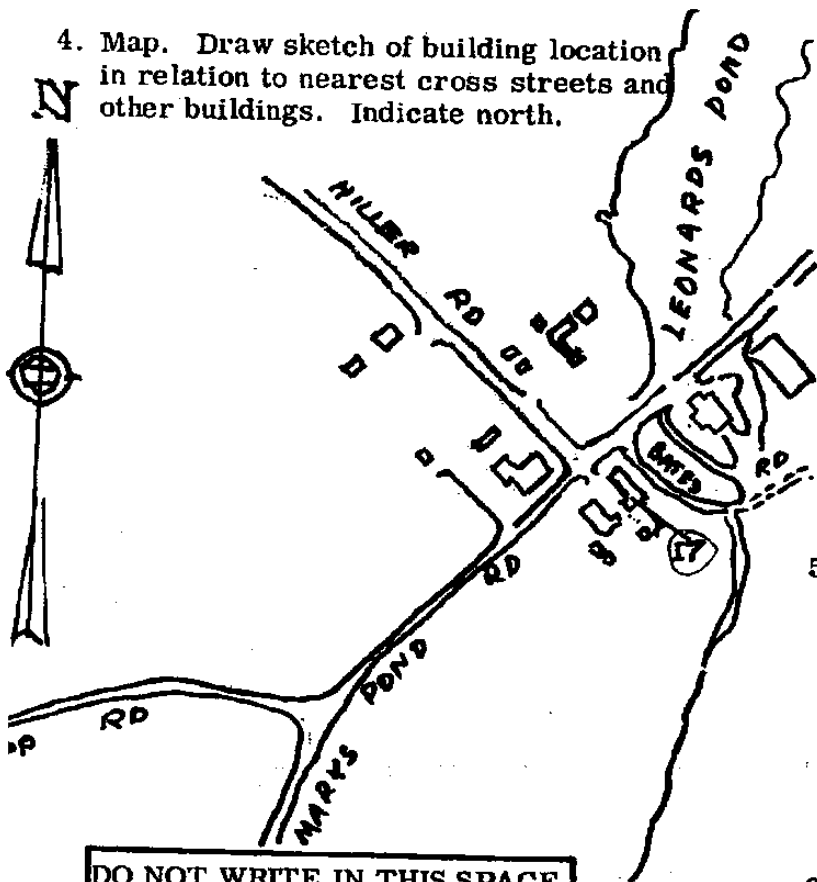 4. Map. Draw sketch of building location
in relation to nearest cross streets and
other buildings. Indicate north.
N
HILLER RD
LEONARDS POND
BATES RD
17
MARYS POND RD
RD
DO NOT WRITE IN THIS SPACE